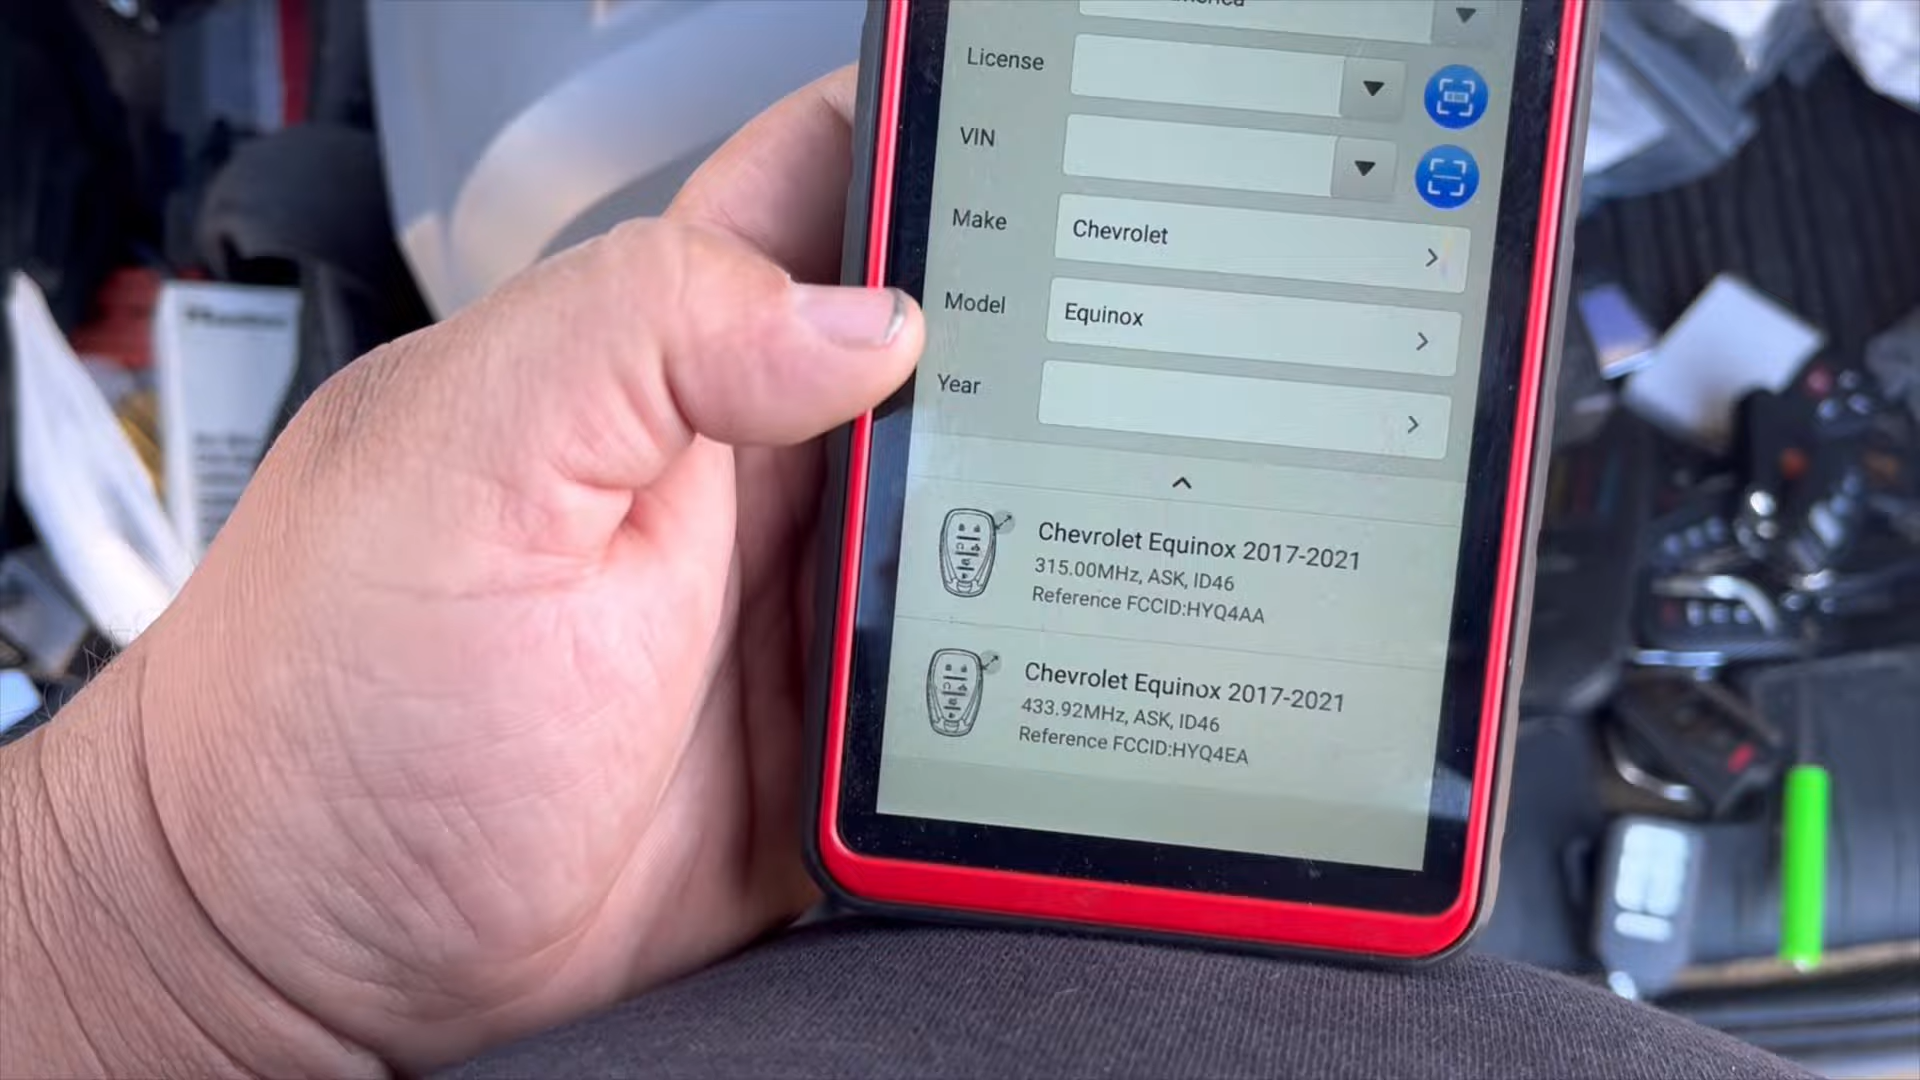 License
VIN
Make
Chevrolet
Model
Equinox
Year
Chevrolet Equinox 2017-2021
315.00MHz, ASK, ID46
Reference FCCID:HYQ4AA
Chevrolet Equinox 2017-2021
433.92MHz, ASK, ID46
Reference FCCID:HYQ4EA